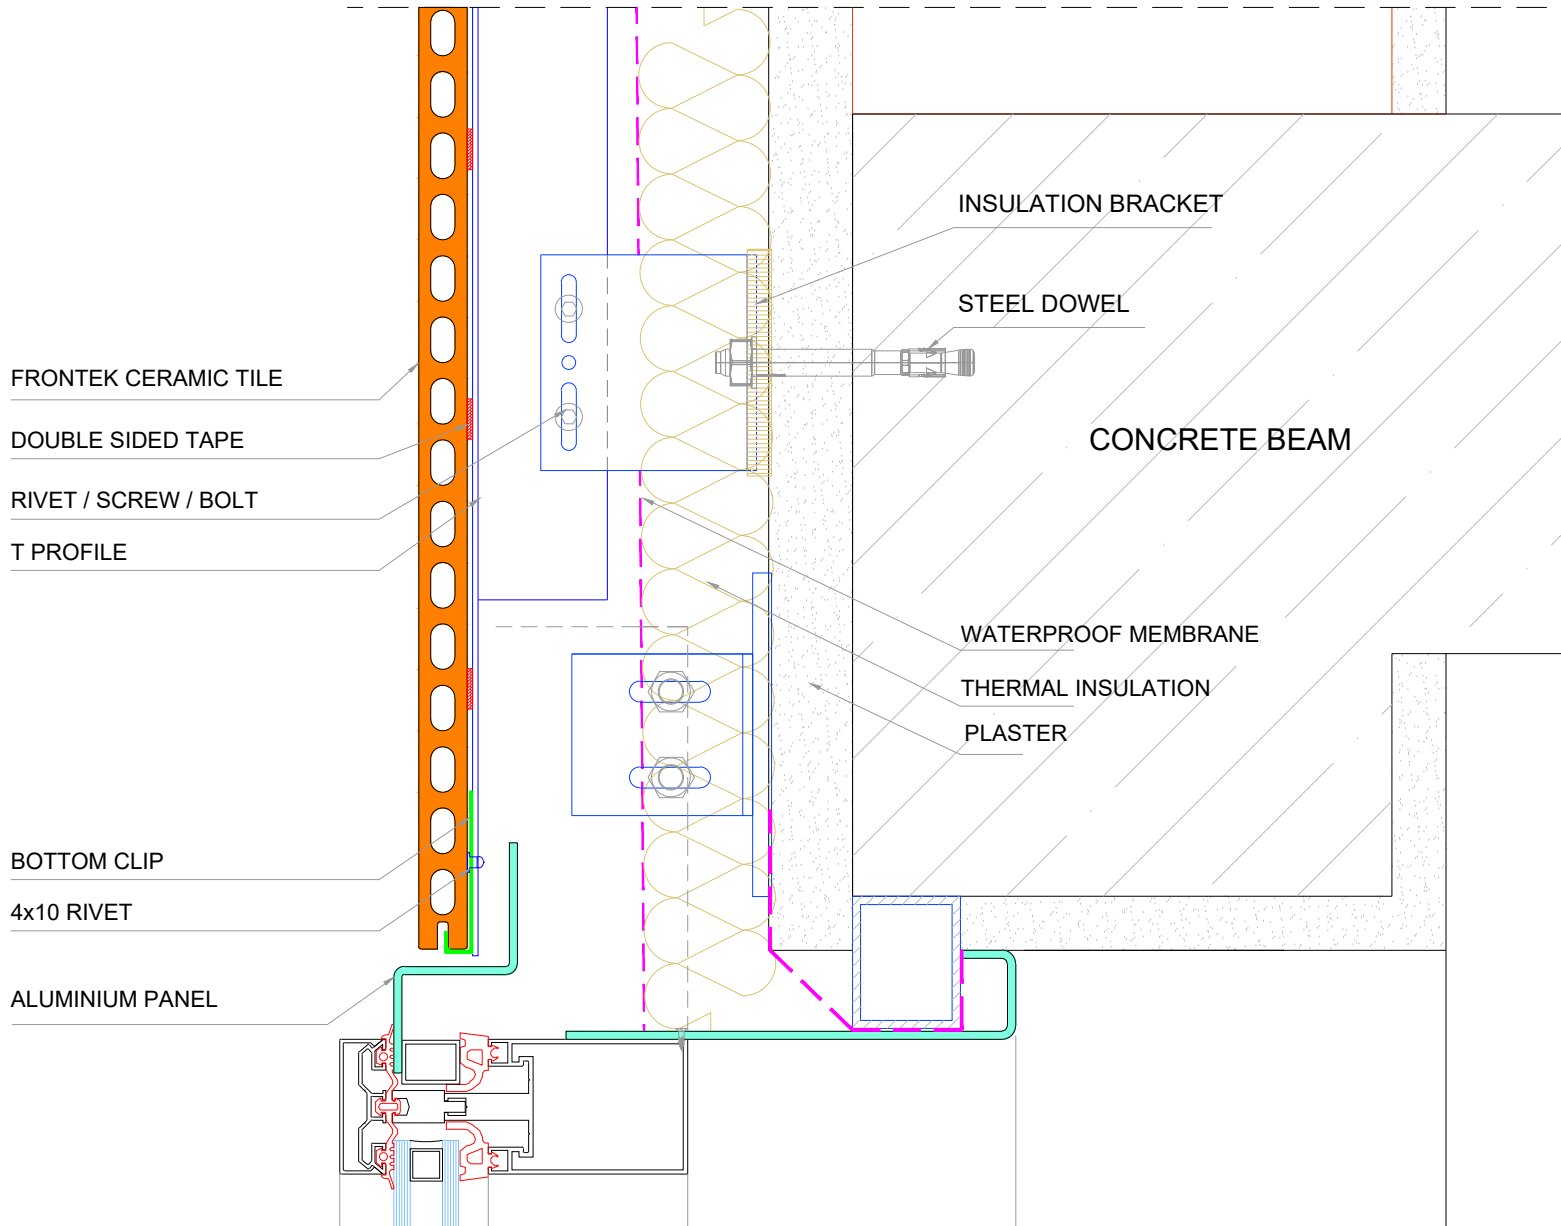 INSULATION BRACKET
STEEL DOWEL
FRONTEK CERAMIC TILE
DOUBLE SIDED TAPE
CONCRETE BEAM
RIVET / SCREW / BOLT
T PROFILE
WATERPROOF MEMBRANE
THERMAL INSULATION
PLASTER
BOTTOM CLIP
4x10 RIVET
ALUMINIUM PANEL